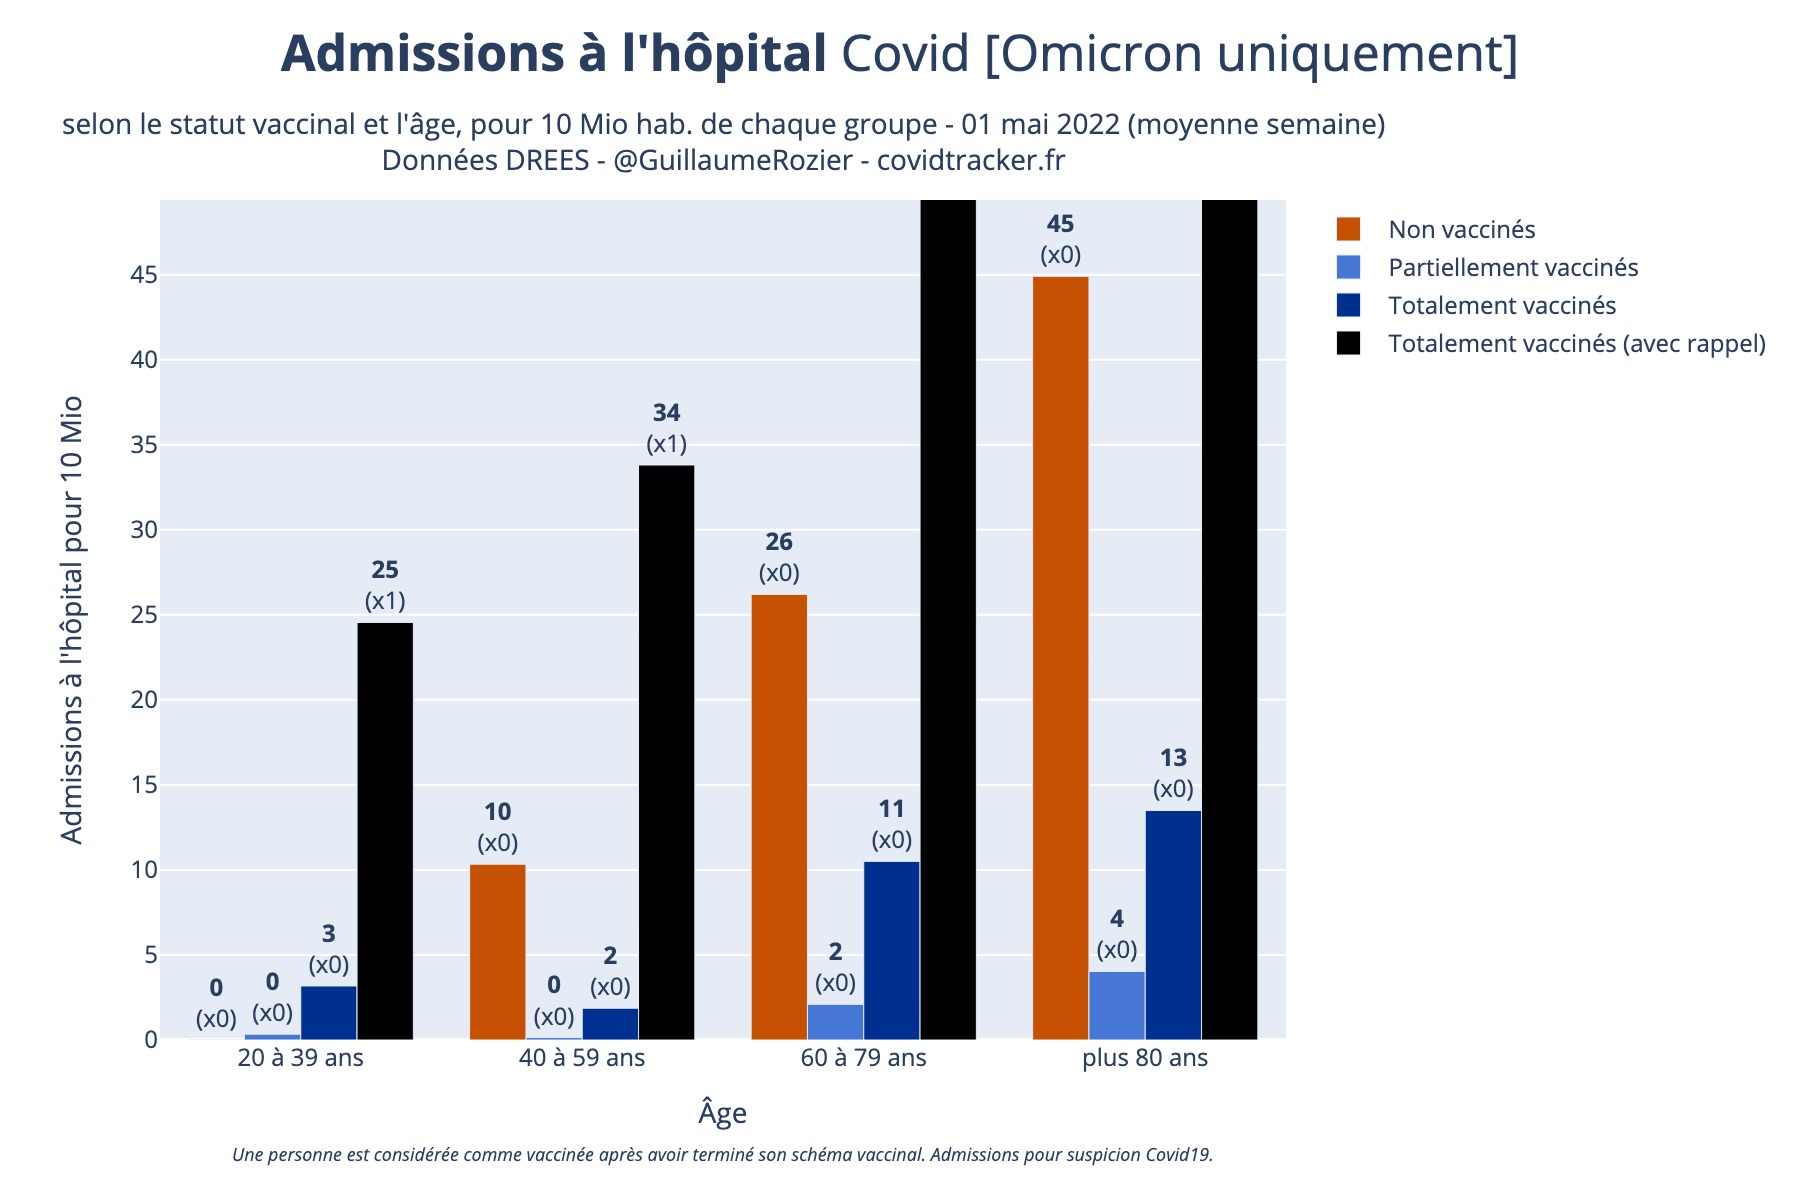 Admissions à l'hôpital Covid [Omicron uniquement]
selon le statut vaccinal et l'âge, pour 10 Mio hab. de chaque groupe - 01 mai 2022 (moyenne semaine)
Données DREES - @GuillaumeRozier - covidtracker.fr
Non vaccinés
Partiellement vaccinés
Totalement vaccinés
Totalement vaccinés (avec rappel)
Admissions à l'hôpital pour 10 Mio
45
40
35
30
25
20
15
10
5
0
0
(x0)
0
(x0)
3
(x0)
25
(x1)
10
(x0)
0
(x0)
2
(x0)
34
(x1)
26
(x0)
2
(x0)
11
(x0)
45
(x0)
4
(x0)
13
(x0)
20 à 39 ans
40 à 59 ans
60 à 79 ans
plus 80 ans
Âge
Une personne est considérée comme vaccinée après avoir terminé son schéma vaccinal. Admissions pour suspicion Covid19.